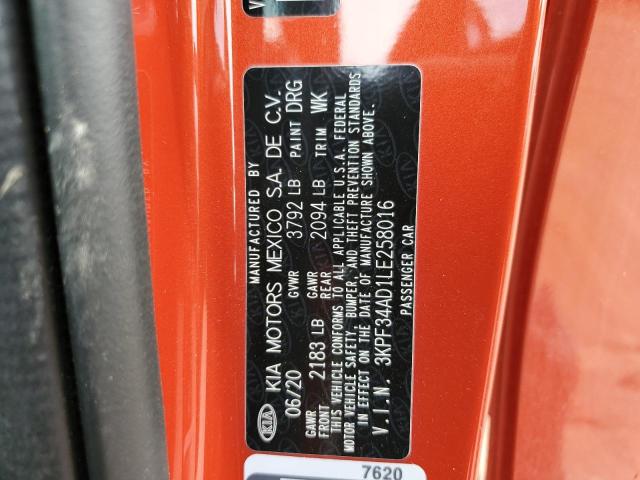 MANUFACTURED BY
KIA KIA MOTORS MEXICO S.A. DE C.V.
06/20 GVWR 3792 LB PAINT DRG
GAWR FRONT 2183 LB GAWR REAR 2094 LB TRIM WK
THIS VEHICLE CONFORMS TO ALL APPLICABLE U.S.A. FEDERAL
MOTOR VEHICLE SAFETY, BUMPER, AND THEFT PREVENTION STANDARDS
IN EFFECT ON THE DATE OF MANUFACTURE SHOWN ABOVE.
V.I.N. 3KPF34AD1LE258016
PASSENGER CAR
7620